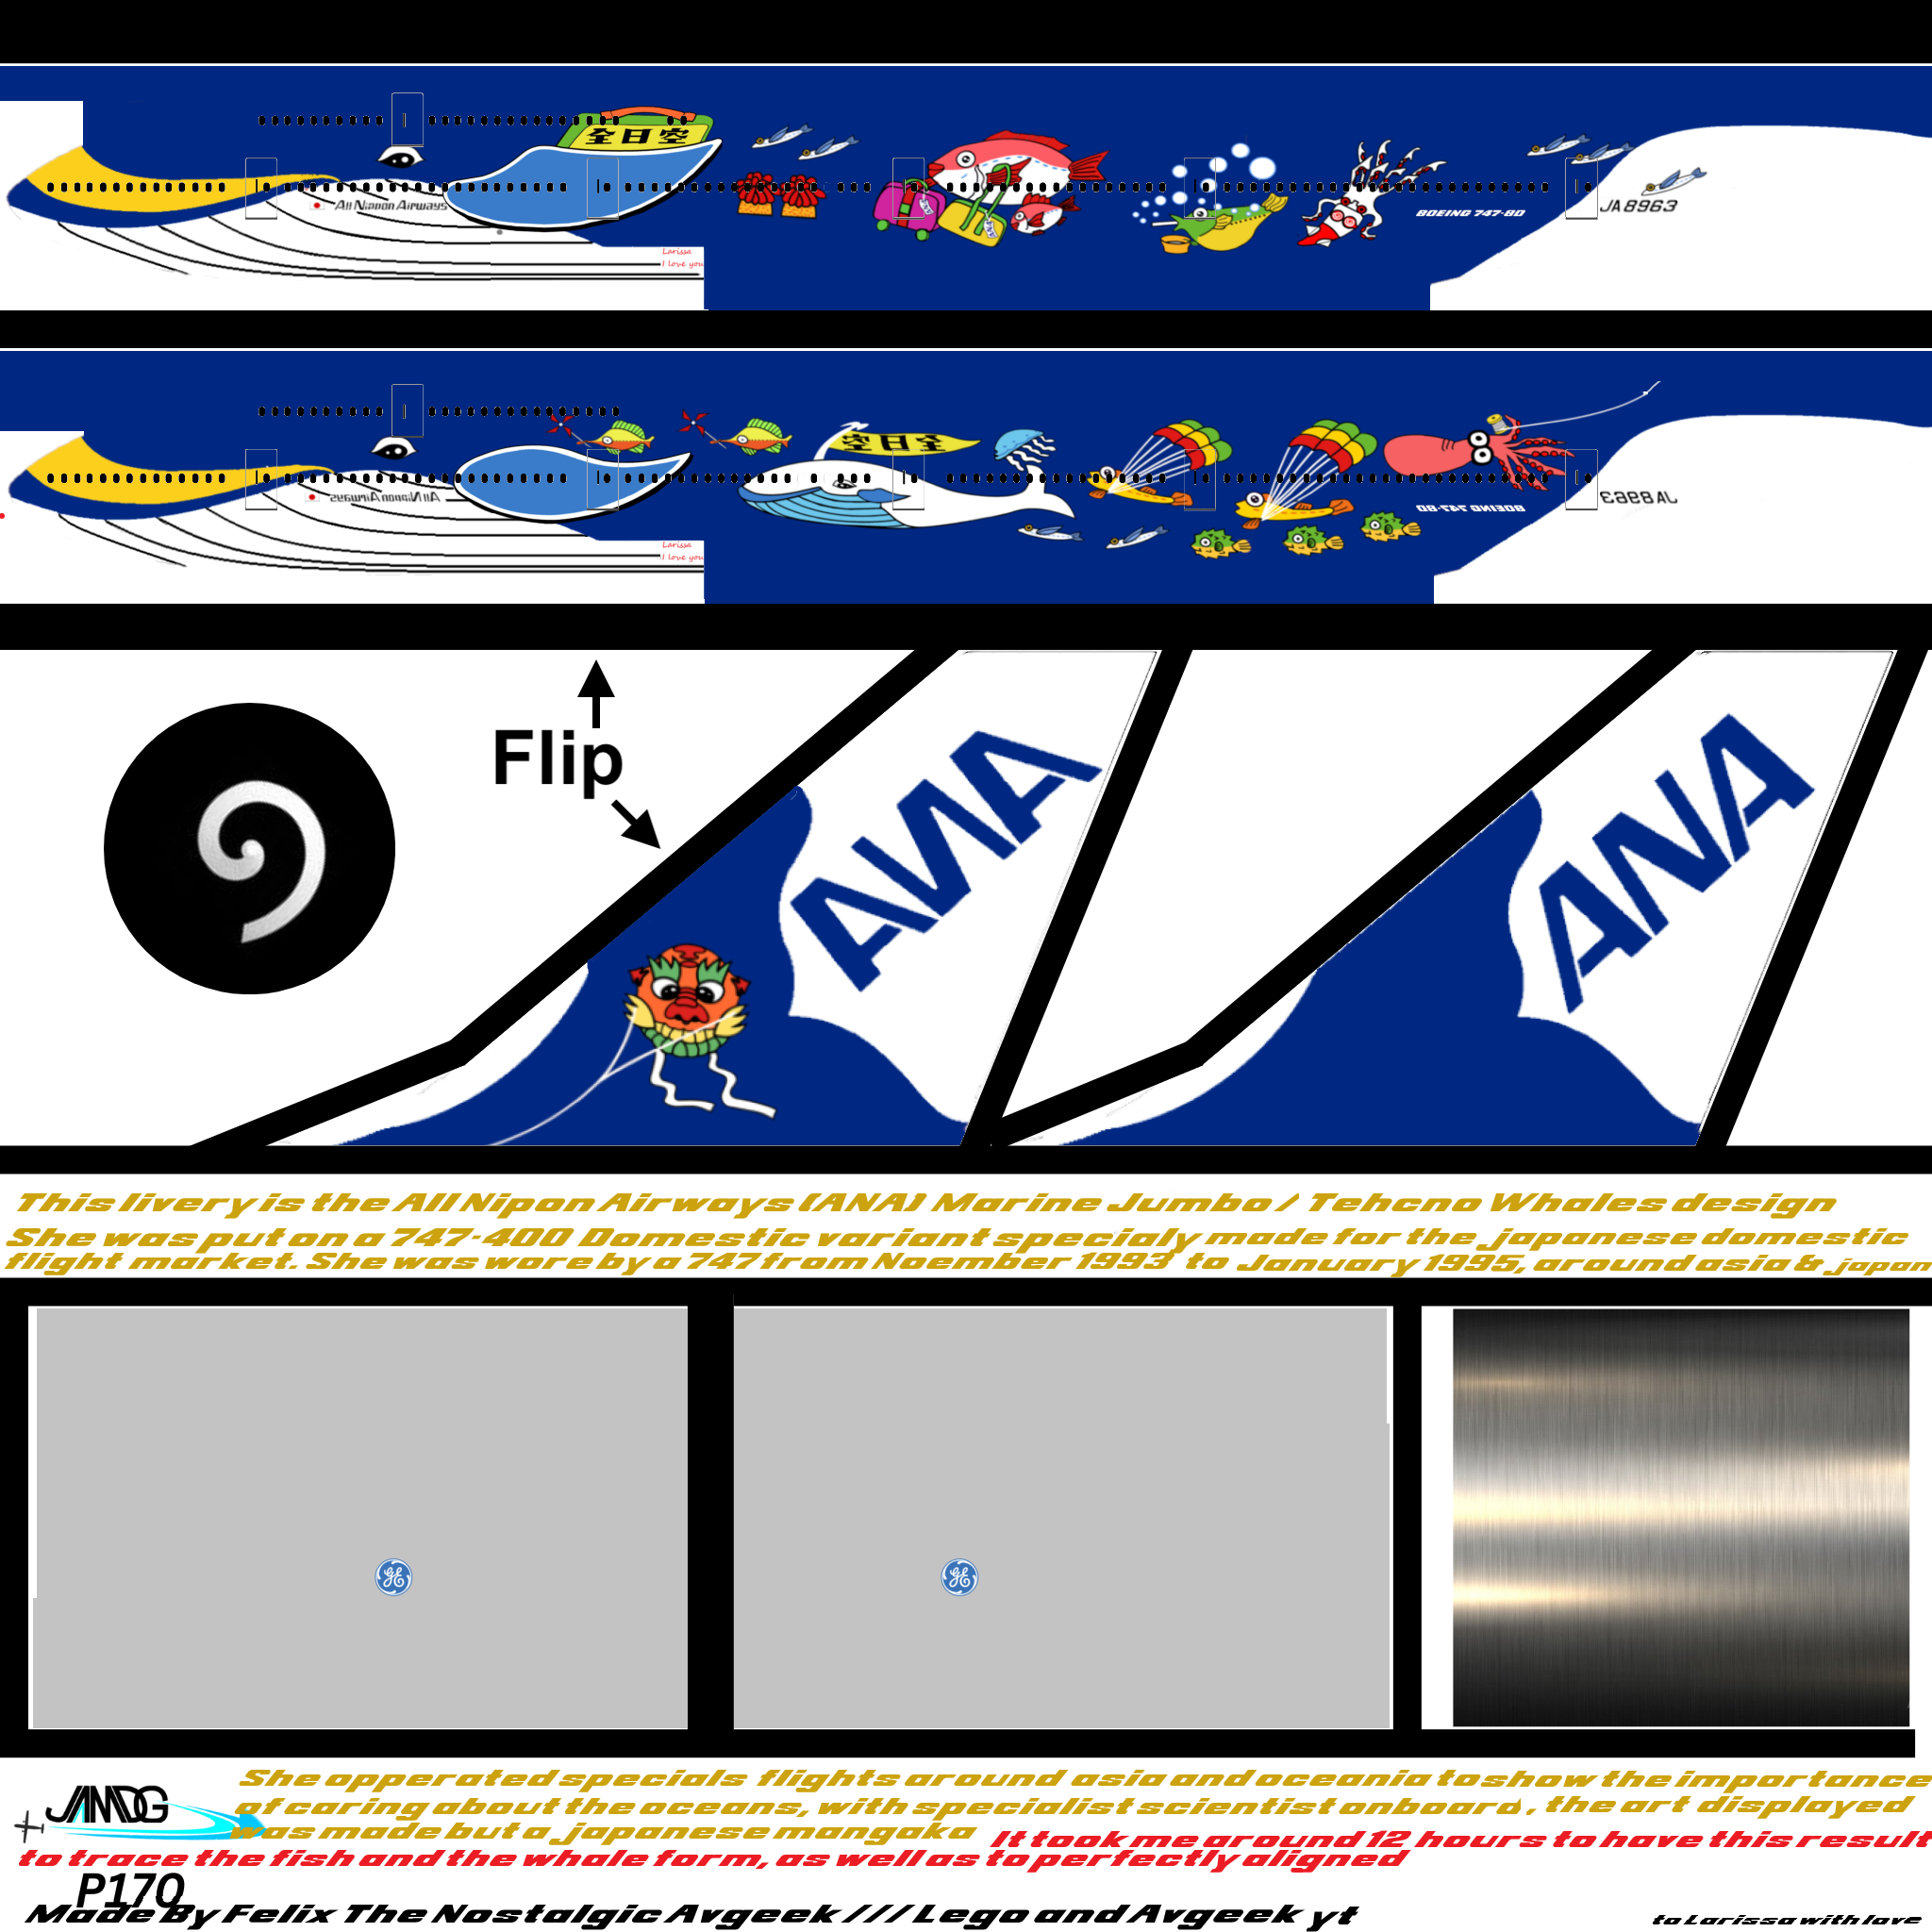 全日空
All Nippon Airways
BOEING 747-80
JA8963
Larissa
I love you
全日空
All Nippon Airways
BOEING 747-80
JA8963
Larissa
I love you
Flip
ANA
ANA
This livery is the All Nipon Airways (ANA) Marine Jumbo / Tehcno Whales design
She was put on a 747-400 Domestic variant specialy made for the japanese domestic
flight market. She was wore by a 747 from Noember 1993 to January 1995, around asia & japan
GE
GE
JAMDG
She opperated specials flights around asia and oceania to show the importance
of caring about the oceans, with specialist scientist onboard, the art displayed
was made but a japanese mangaka It took me around 12 hours to have this result
to trace the fish and the whale form, as well as to perfectly aligned
P170
Made By Felix The Nostalgic Avgeek /// Lego and Avgeek yt
to Larissa with love